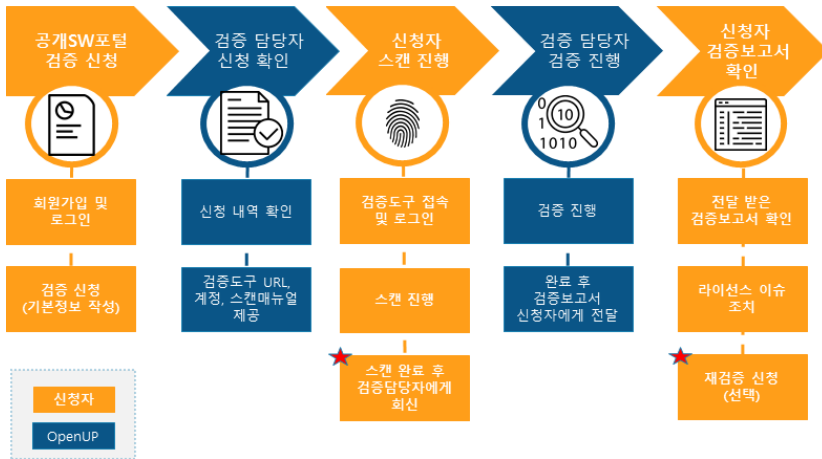 공개SW포털
검증 신청
검증 담당자
신청 확인
신청자
스캔 진행
검증 담당자
검증 진행
신청자
검증보고서
확인
0
1
10
1010
회원가입 및
로그인
신청 내역 확인
검증도구 접속
및 로그인
검증 진행
전달 받은
검증보고서 확인
검증 신청
(기본정보 작성)
검증도구 URL,
계정, 스캔매뉴얼
제공
스캔 진행
완료 후
검증보고서
신청자에게 전달
라이선스 이슈
조치
스캔 완료 후
검증담당자에게
회신
재검증 신청
(선택)
신청자
OpenUP